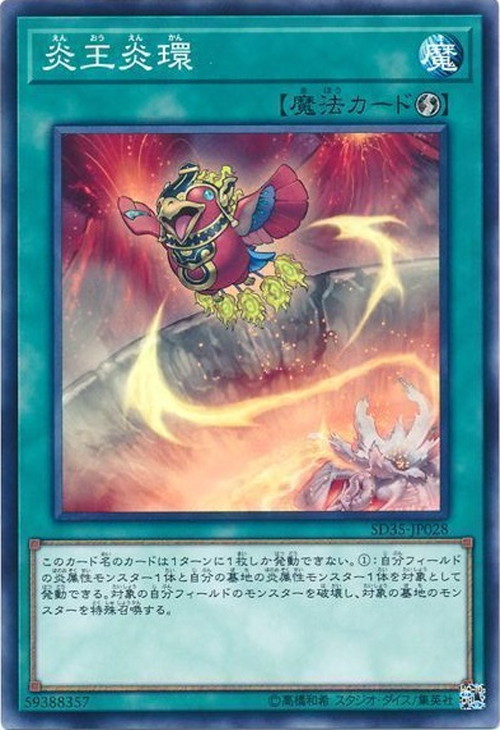 炎王炎環
魔
【魔法カード】
SD35-JP028
このカード名のカードは1ターンに1枚しか発動できない。①:自分フィールド
の炎属性モンスター1体と自分の墓地の炎属性モンスター1体を対象として
発動できる。対象の自分フィールドのモンスターを破壊し、対象の墓地のモン
スターを特殊召喚する。
59388357
©高橋和希 スタジオ・ダイス/集英社